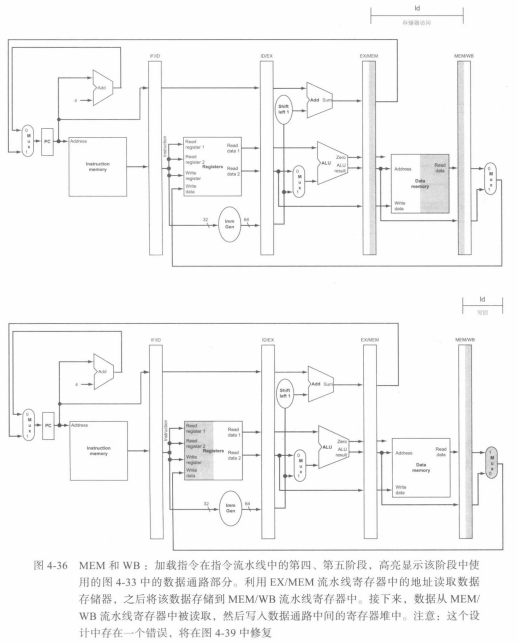 ld
存储器访问
IF/ID
ID/EX
EX/MEM
MEM/WB
Add
4
Shift
left 1
Add Sum
0
M
u
x
1
PC
Address
Instruction
memory
Instruction
Read
register 1
Read
register 2
Registers
Write
register
Write
data
Read
data 1
Read
data 2
0
M
u
x
1
Zero
ALU
ALU
result
Address
Data
memory
Read
data
Write
data
32
Imm
Gen
64
ld
写回
IF/ID
ID/EX
EX/MEM
MEM/WB
Add
4
Shift
left 1
Add Sum
0
M
u
x
1
PC
Address
Instruction
memory
Instruction
Read
register 1
Read
register 2
Registers
Write
register
Write
data
Read
data 1
Read
data 2
0
M
u
x
1
Zero
ALU
ALU
result
Address
Data
memory
Read
data
Write
data
32
Imm
Gen
64
图 4-36 MEM 和 WB：加载指令在指令流水线中的第四、第五阶段，高亮显示该阶段中使
用的图 4-33 中的数据通路部分。利用 EX/MEM 流水线寄存器中的地址读取数据
存储器，之后将该数据存储到 MEM/WB 流水线寄存器中。接下来，数据从 MEM/
WB 流水线寄存器中被读取，然后写入数据通路中间的寄存器堆中。注意：这个设
计中存在一个错误，将在图 4-39 中修复